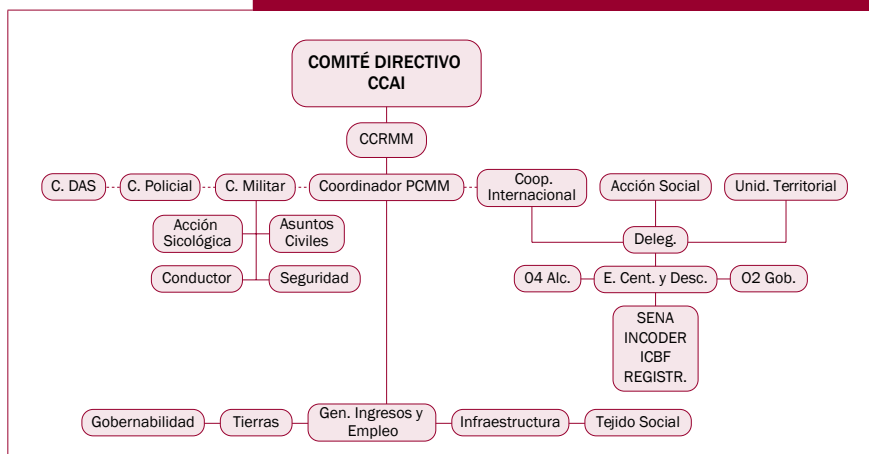 COMITÉ DIRECTIVO
CCAI
CCRMM
C. DAS
C. Policial
C. Militar
Coordinador PCMM
Coop.
Internacional
Acción Social
Unid. Territorial
Acción
Sicológica
Asuntos
Civiles
Deleg.
Conductor
Seguridad
04 Alc.
E. Cent. y Desc.
02 Gob.
SENA
INCODER
ICBF
REGISTR.
Gobernabilidad
Tierras
Gen. Ingresos y
Empleo
Infraestructura
Tejido Social